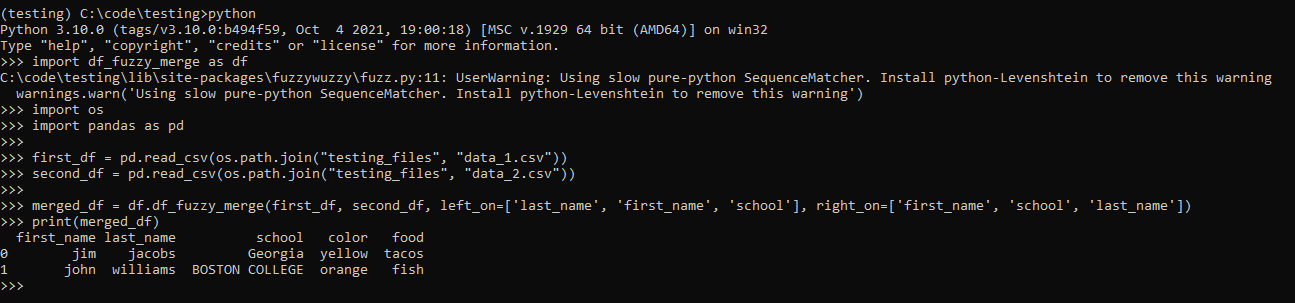 (testing) C:\code\testing>python
Python 3.10.0 (tags/v3.10.0:b494f59, Oct  4 2021, 19:00:18) [MSC v.1929 64 bit (AMD64)] on win32
Type "help", "copyright", "credits" or "license" for more information.
>>> import df_fuzzy_merge as df
C:\code\testing\lib\site-packages\fuzzywuzzy\fuzz.py:11: UserWarning: Using slow pure-python SequenceMatcher. Install python-Levenshtein to remove this warning
  warnings.warn('Using slow pure-python SequenceMatcher. Install python-Levenshtein to remove this warning')
>>> import os
>>> import pandas as pd
>>>
>>> first_df = pd.read_csv(os.path.join("testing_files", "data_1.csv"))
>>> second_df = pd.read_csv(os.path.join("testing_files", "data_2.csv"))
>>>
>>> merged_df = df.df_fuzzy_merge(first_df, second_df, left_on=['last_name', 'first_name', 'school'], right_on=['first_name', 'school', 'last_name'])
>>> print(merged_df)
  first_name last_name          school   color   food
0        jim    jacobs         Georgia  yellow  tacos
1       john  williams  BOSTON COLLEGE  orange   fish
>>>